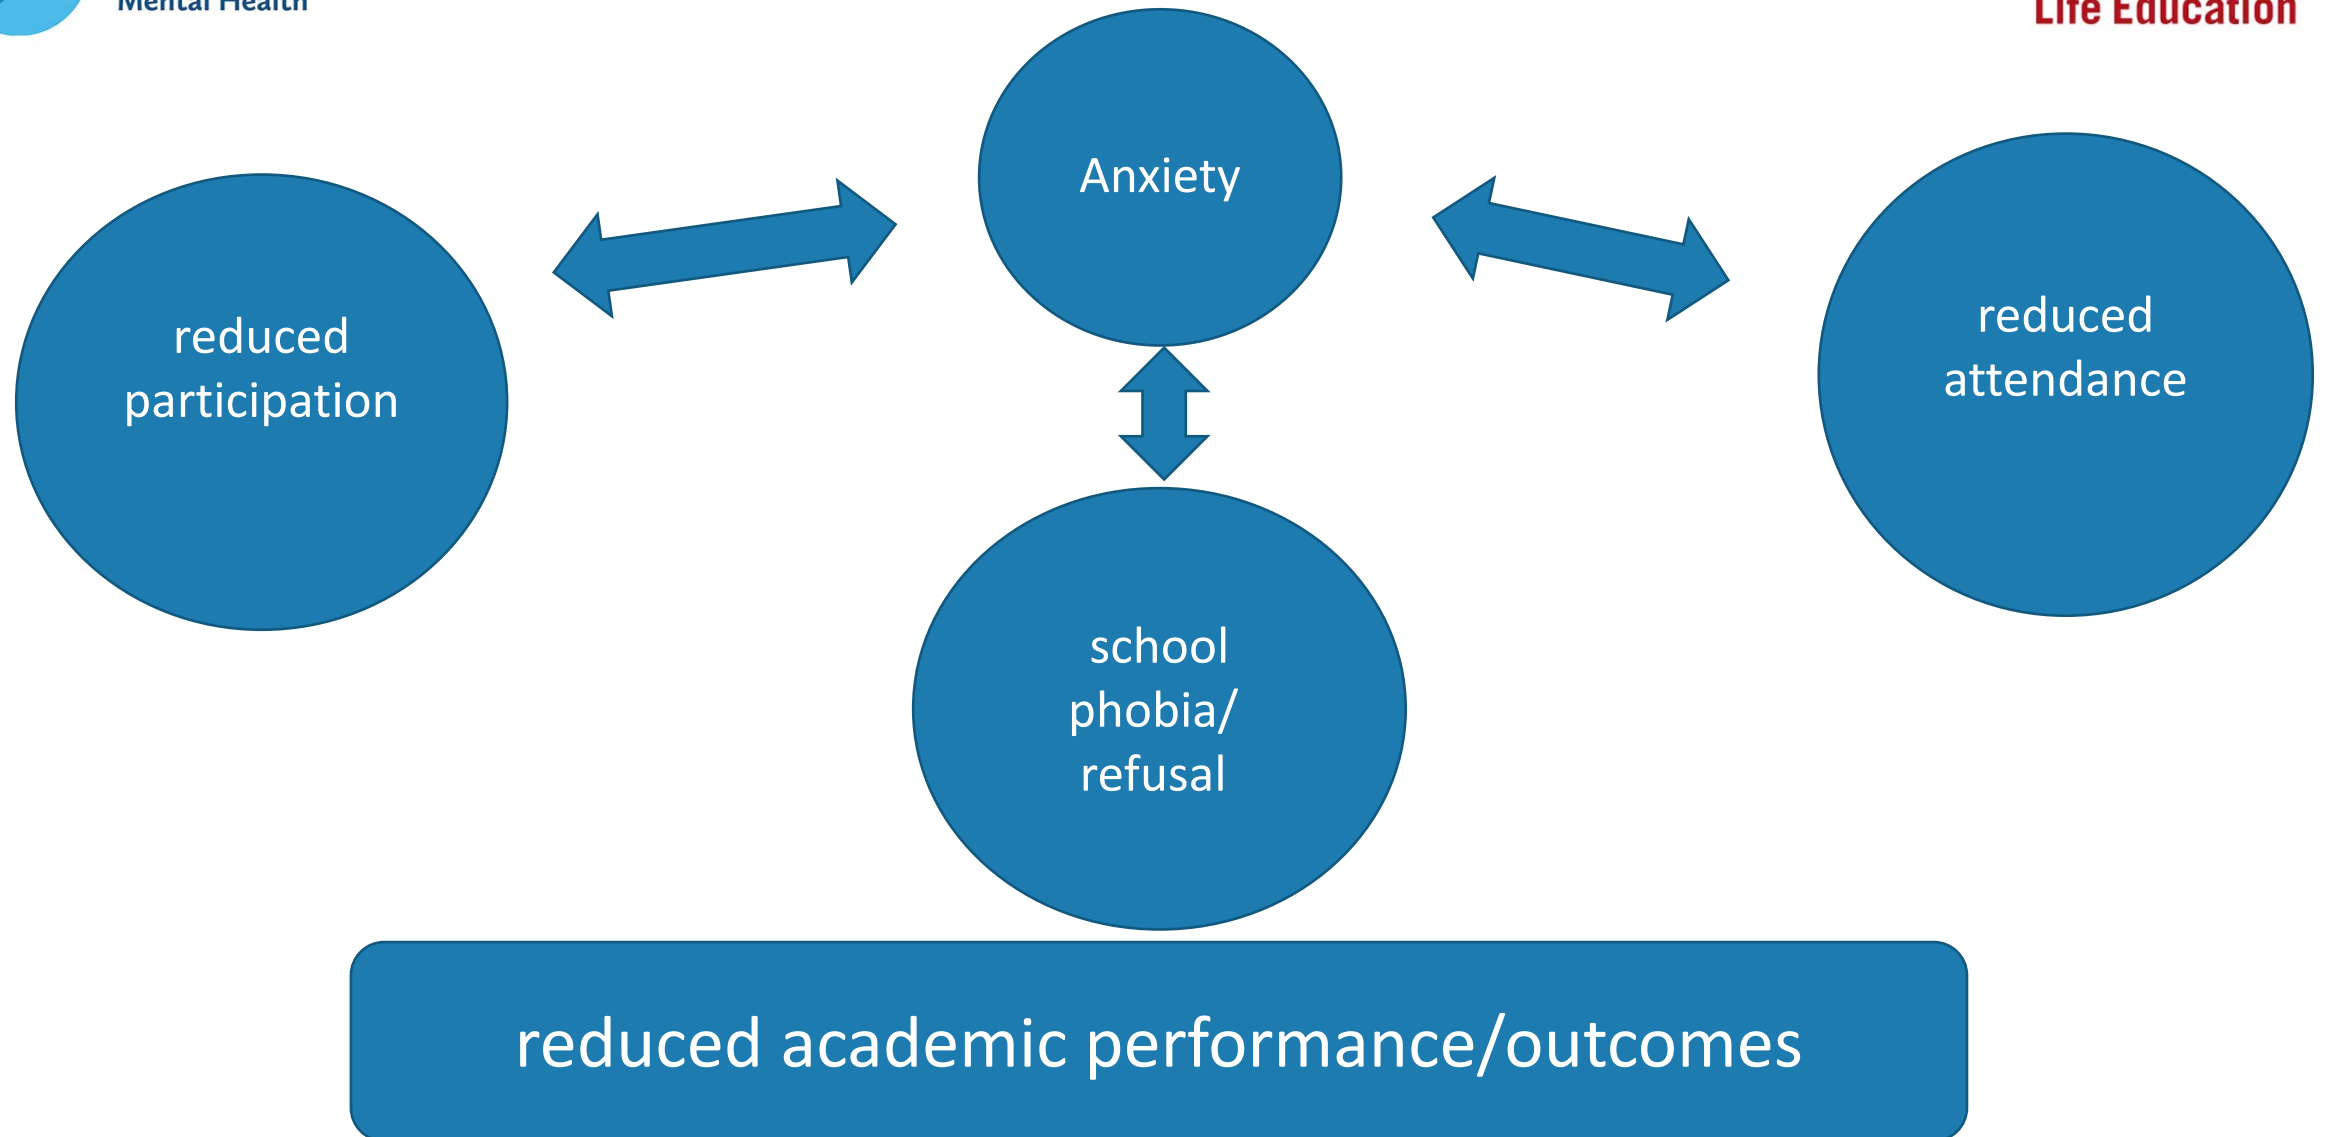 Mental Health
Life Education
Anxiety
reduced
participation
reduced
attendance
school
phobia/
refusal
reduced academic performance/outcomes